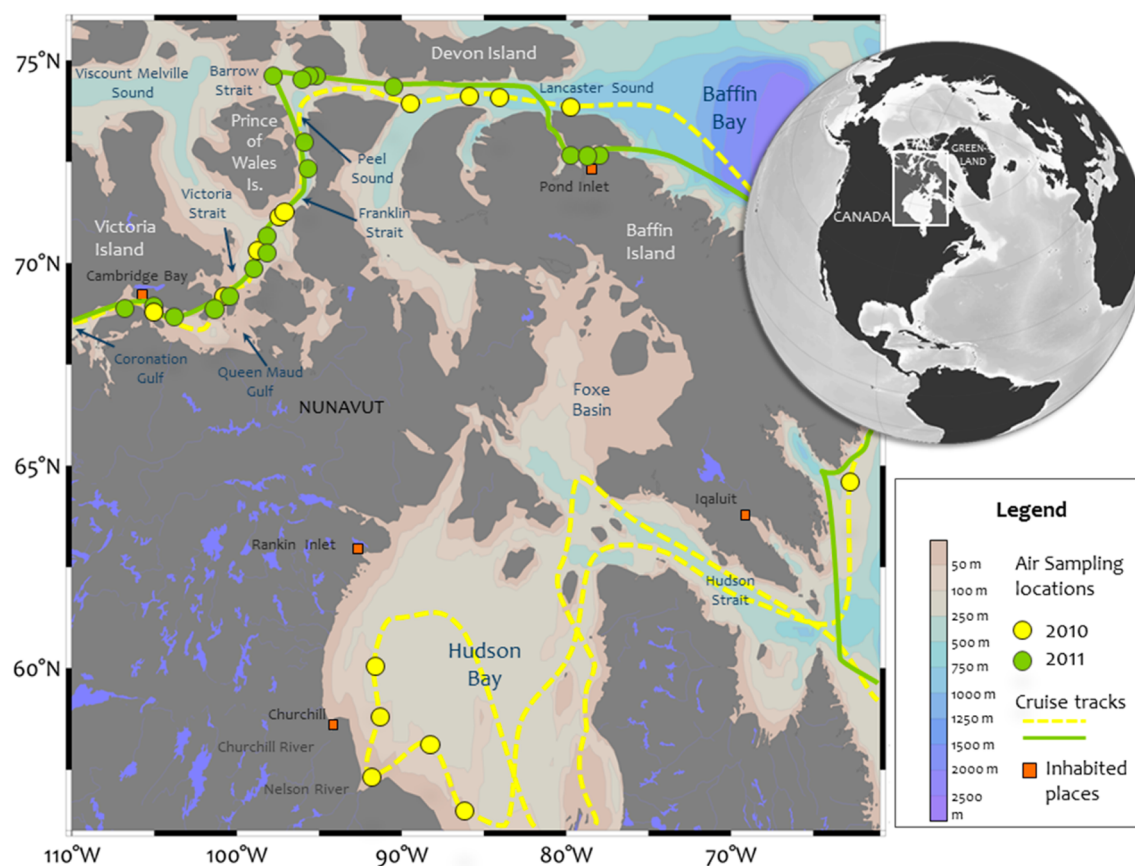 75°N
70°N
65°N
60°N
110°W
100°W
90°W
80°W
70°W
Devon Island
Viscount Melville
Sound
Barrow
Strait
Lancaster Sound
Baffin
Bay
Prince
of
Wales
Is.
Peel
Sound
Pond Inlet
Victoria
Strait
Franklin
Strait
Victoria
Island
Baffin
Island
Cambridge Bay
Coronation
Gulf
Queen Maud
Gulf
NUNAVUT
Foxe
Basin
Iqaluit
Rankin Inlet
Hudson
Strait
Hudson
Bay
Churchill
Churchill River
Nelson River
GREEN-
LAND
CANADA
Legend
50 m
100 m
250 m
500 m
750 m
1000 m
1250 m
1500 m
2000 m
2500
m
Air Sampling
locations
2010
2011
Cruise tracks
Inhabited
places